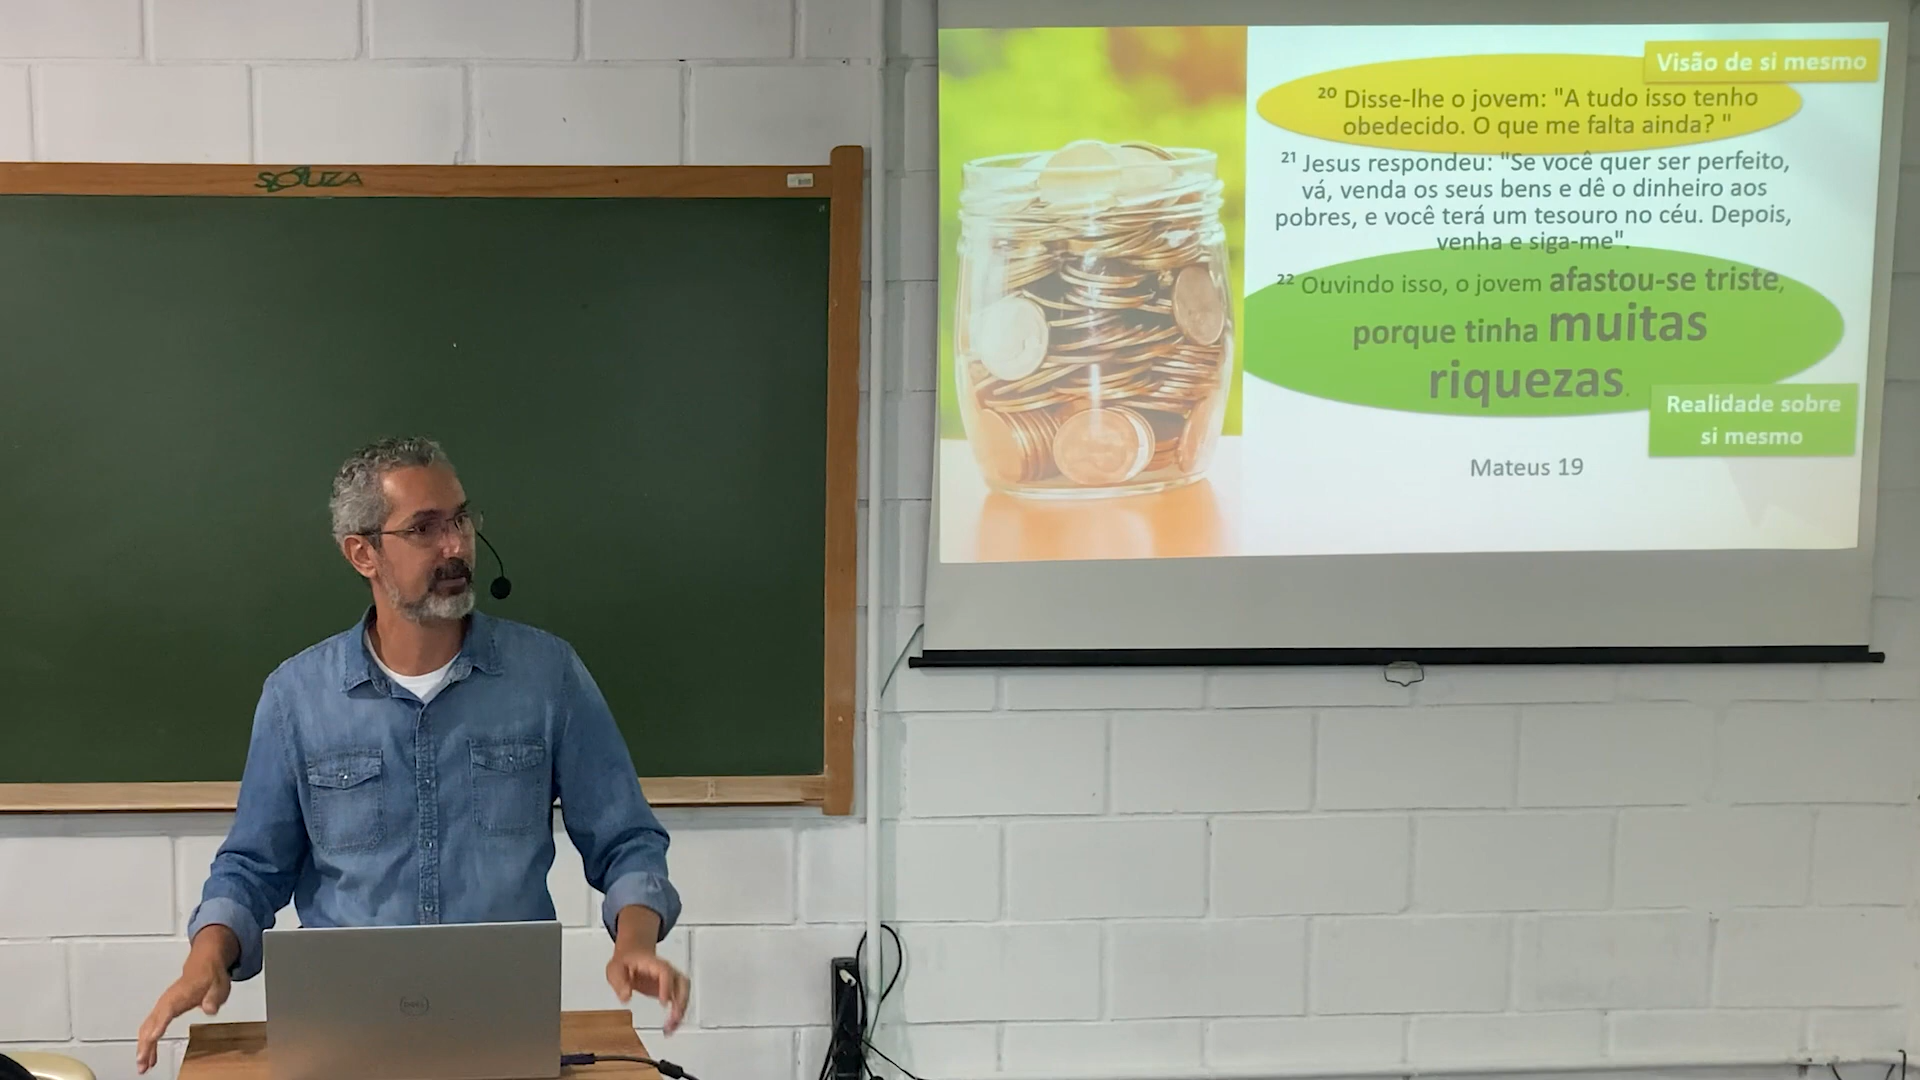 SOUZA
Visão de si mesmo
²⁰ Disse-lhe o jovem: "A tudo isso tenho
obedecido. O que me falta ainda? "
²¹ Jesus respondeu: "Se você quer ser perfeito,
vá, venda os seus bens e dê o dinheiro aos
pobres, e você terá um tesouro no céu. Depois,
venha e siga-me".
²² Ouvindo isso, o jovem afastou-se triste,
porque tinha muitas
riquezas.
Realidade sobre
si mesmo
Mateus 19
DELL